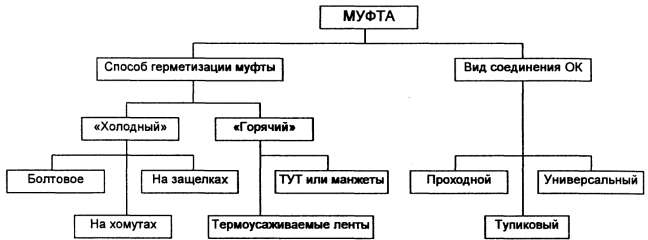 МУФТА
Способ герметизации муфты
Вид соединения ОК
«Холодный»
«Горячий»
Болтовое
На защелках
ТУТ или манжеты
Проходной
Универсальный
На хомутах
Термоусаживаемые ленты
Тупиковый